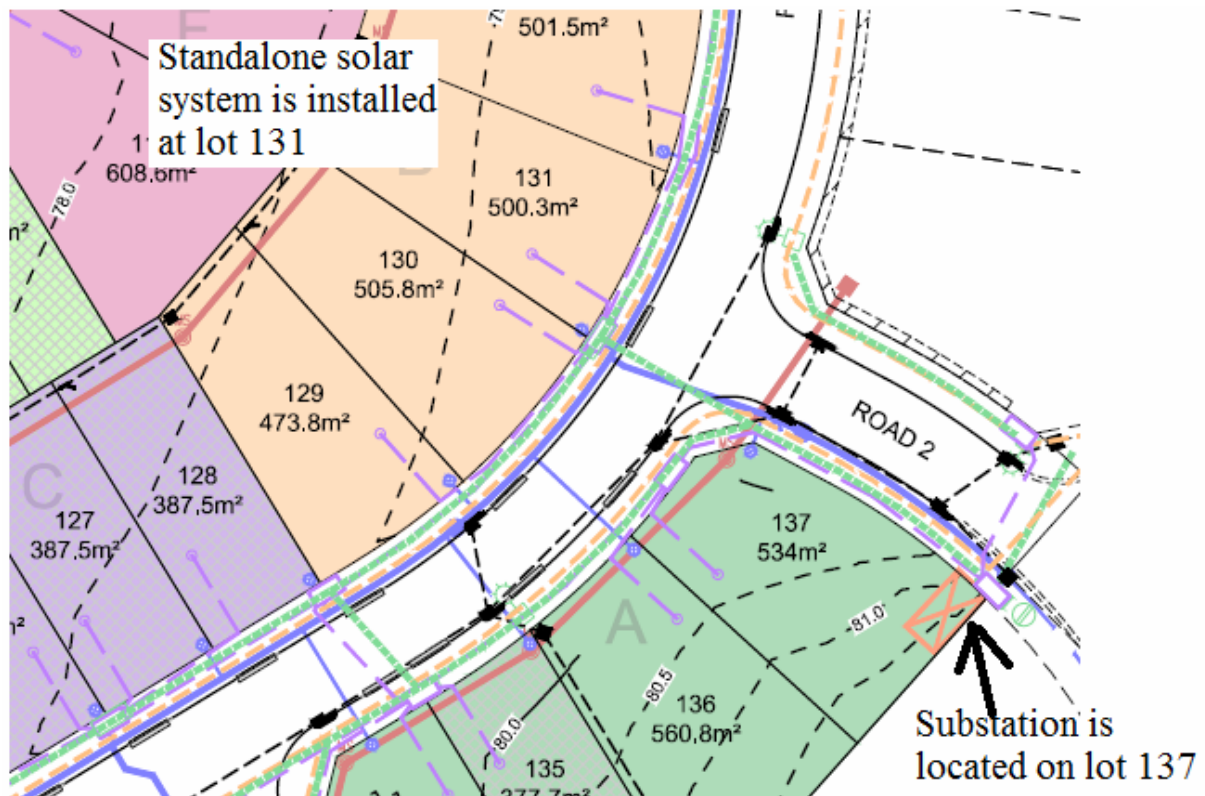 501.5m²
Standalone solar
system is installed
at lot 131
608.6m²
78.0
131
500.3m²
130
505.8m²
129
473.8m²
C
128
387,5m²
127
387.5m²
ROAD 2
137
534m²
A
81.0
80.5
80.0
136
560,8m²
135
Substation is
located on lot 137